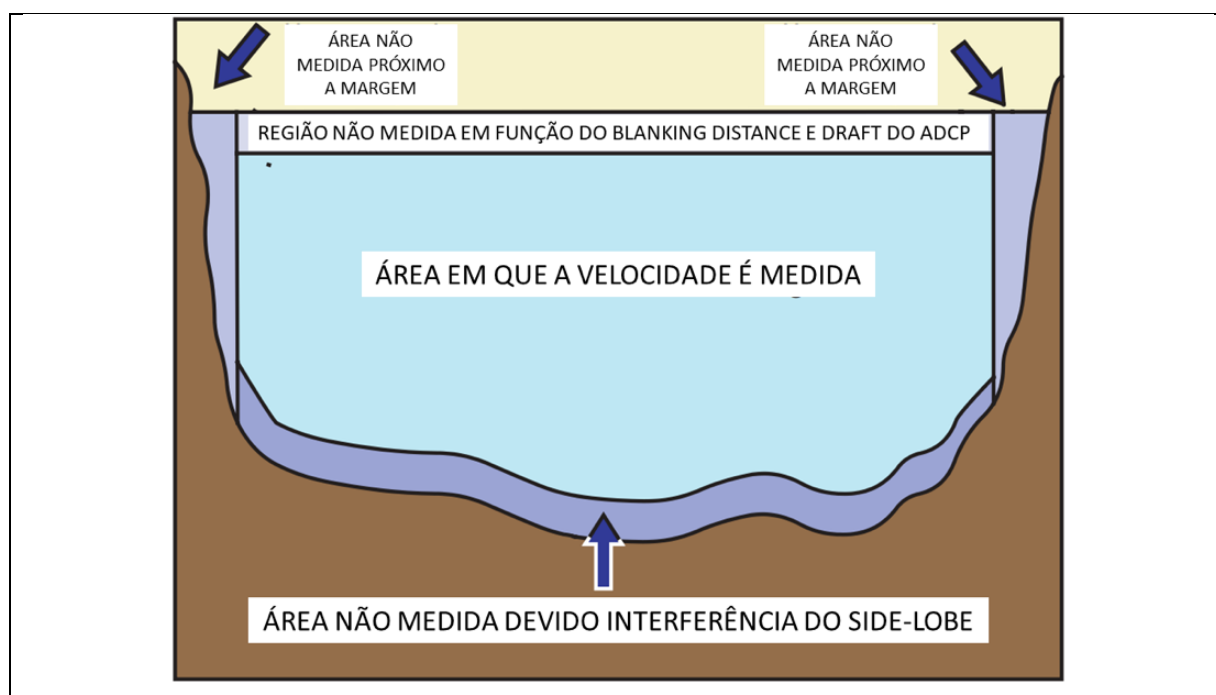 ÁREA NÃO
MEDIDA PRÓXIMO
A MARGEM
ÁREA NÃO
MEDIDA PRÓXIMO
A MARGEM
REGIÃO NÃO MEDIDA EM FUNÇÃO DO BLANKING DISTANCE E DRAFT DO ADCP
ÁREA EM QUE A VELOCIDADE É MEDIDA
ÁREA NÃO MEDIDA DEVIDO INTERFERÊNCIA DO SIDE-LOBE